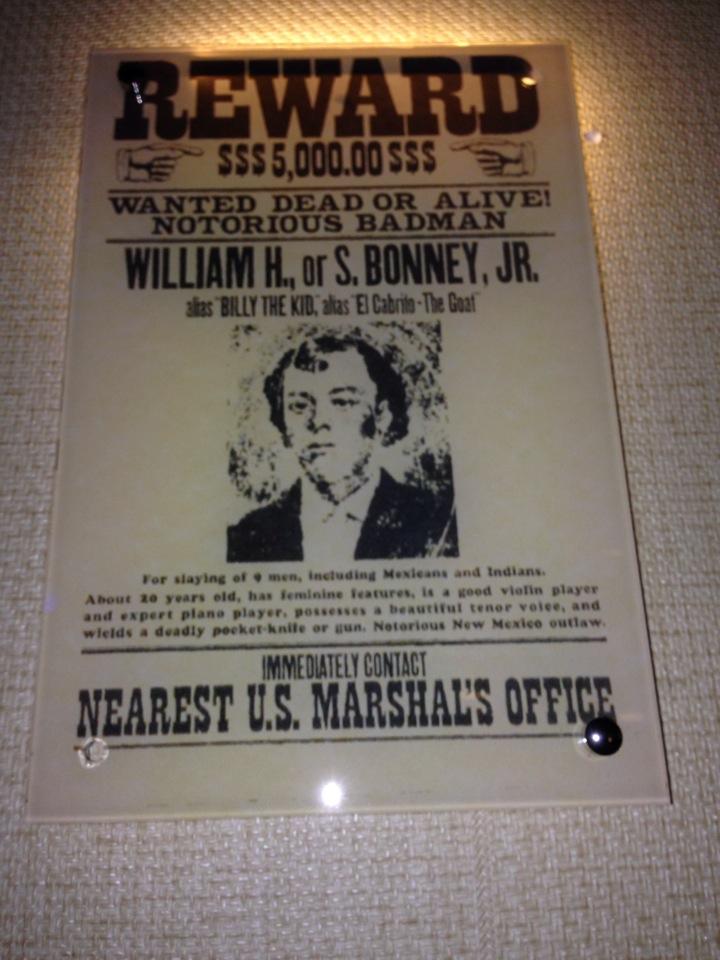 REWARD
$$$ 5,000.00 $$$
WANTED DEAD OR ALIVE!
NOTORIOUS BADMAN
WILLIAM H., or S. BONNEY, JR.
alias "BILLY THE KID," alias "El Cabrito - The Goat"
For slaying of 9 men, including Mexicans and Indians.
About 20 years old, has feminine features, is a good violin player
and expert piano player, possesses a beautiful tenor voice, and
wields a deadly pocket-knife or gun. Notorious New Mexico outlaw.
IMMEDIATELY CONTACT
NEAREST U.S. MARSHAL'S OFFICE